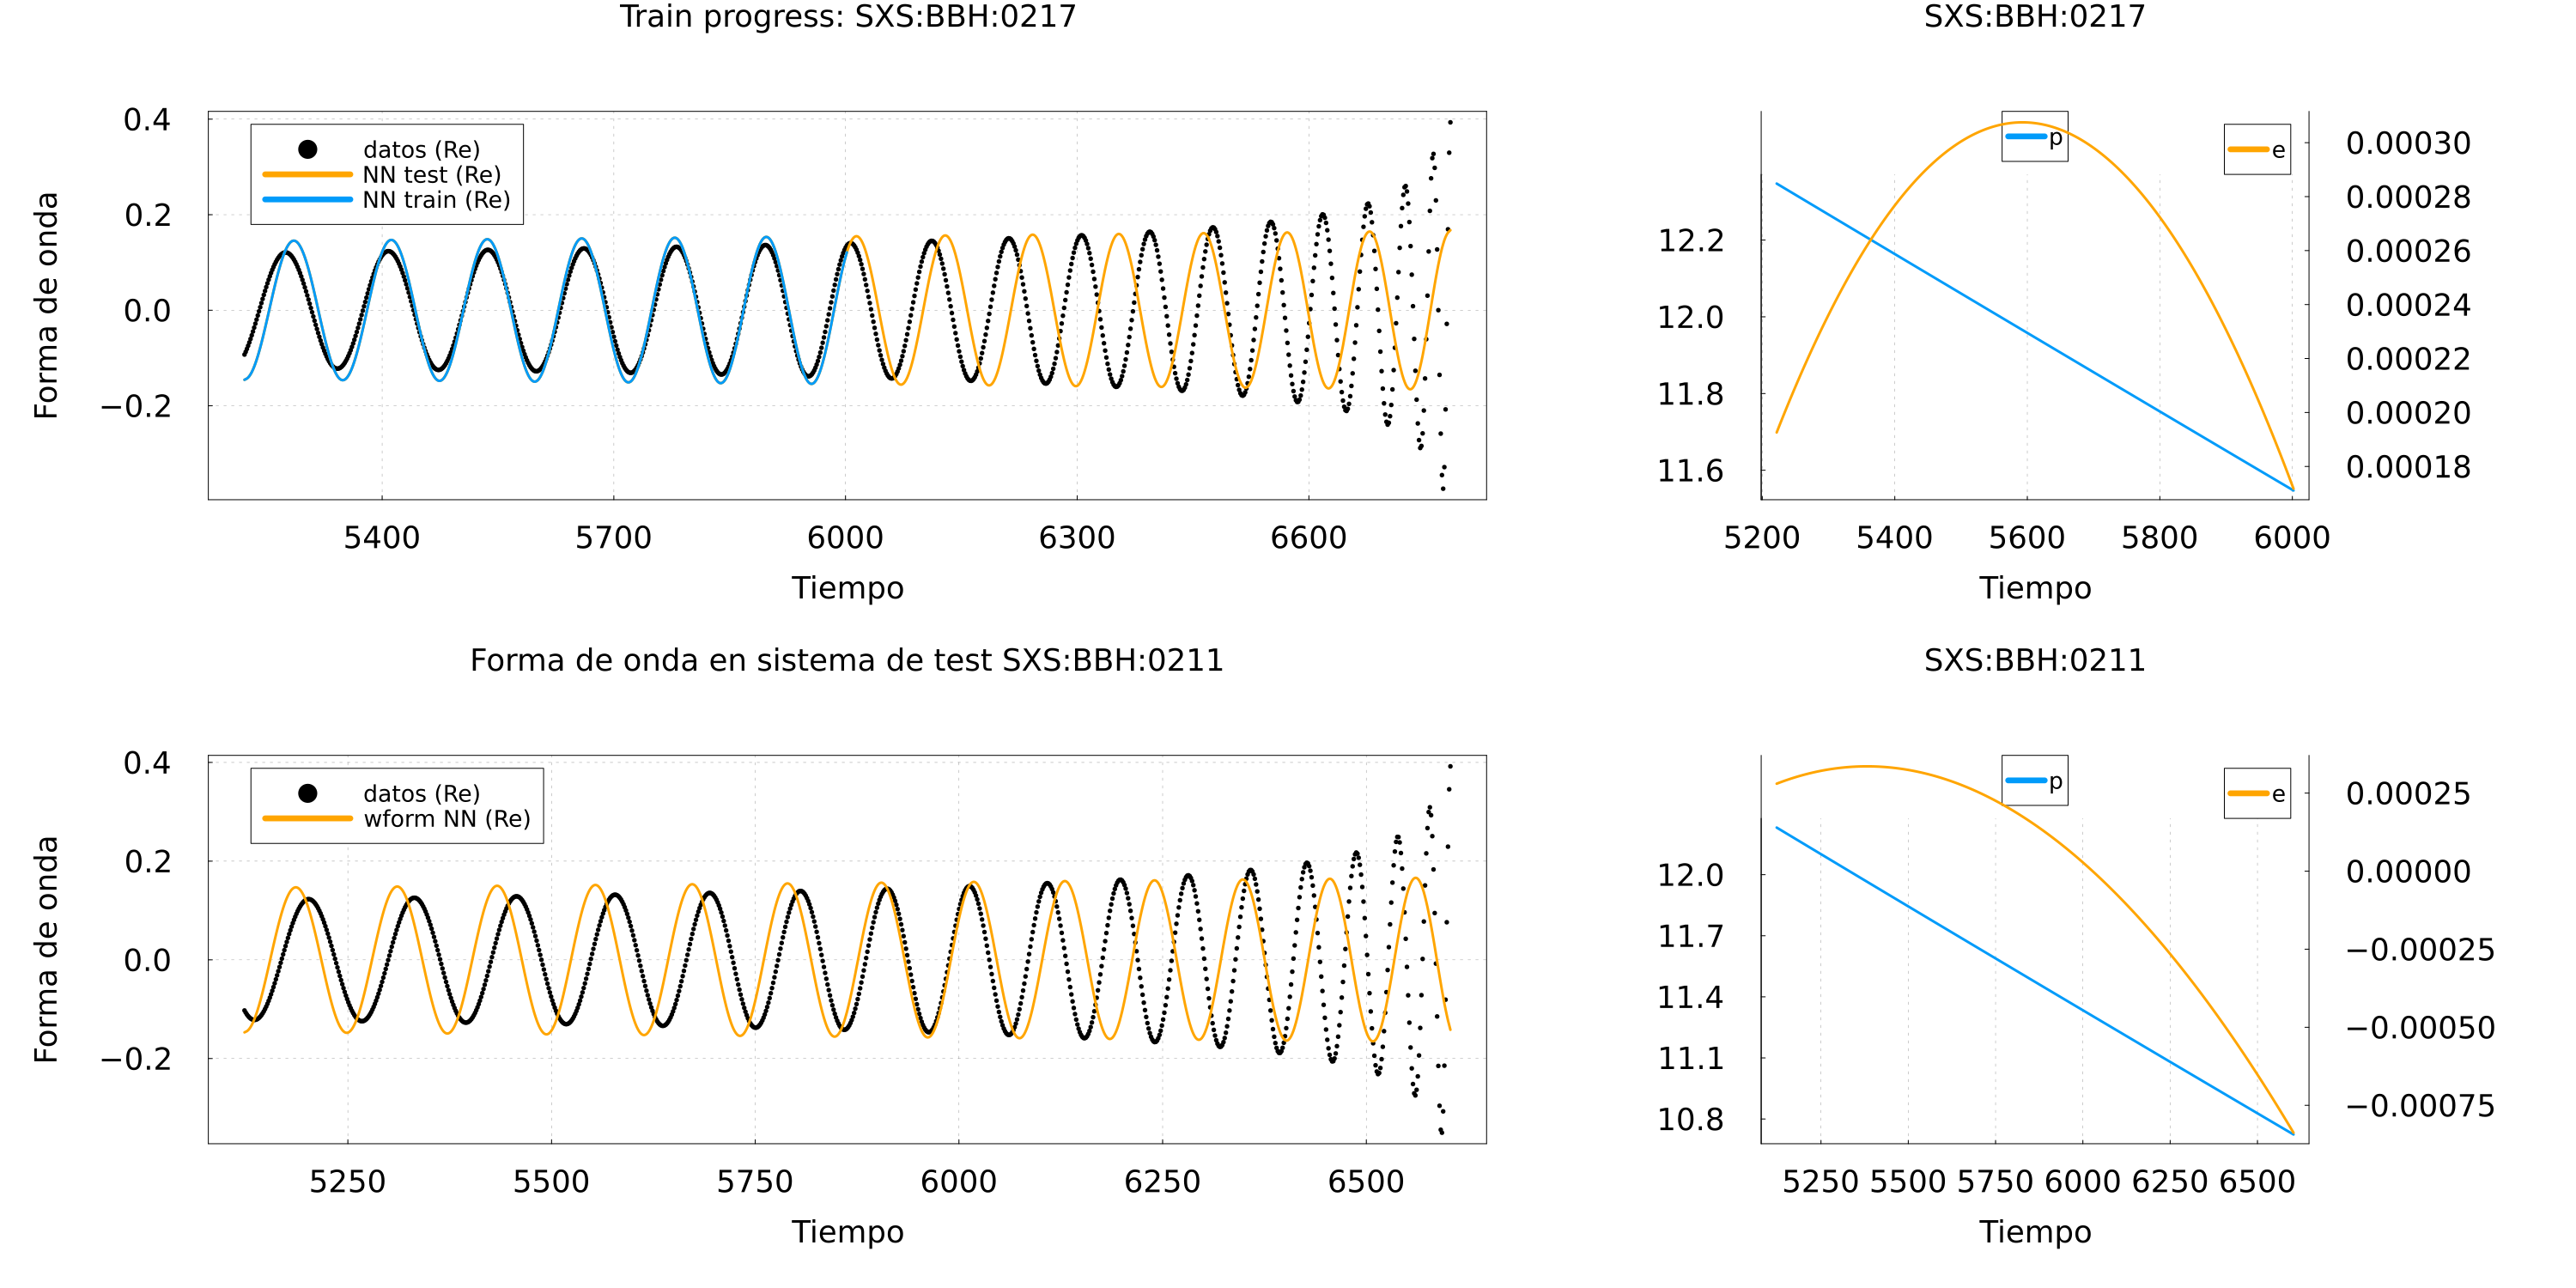 Train progress: SXS:BBH:0217
Forma de onda
0.4
0.2
0.0
−0.2
datos (Re)
NN test (Re)
NN train (Re)
5400 5700 6000 6300 6600
Tiempo
SXS:BBH:0217
12.2
12.0
11.8
11.6
p
e
0.00030
0.00028
0.00026
0.00024
0.00022
0.00020
0.00018
5200 5400 5600 5800 6000
Tiempo
Forma de onda en sistema de test SXS:BBH:0211
Forma de onda
0.4
0.2
0.0
−0.2
datos (Re)
wform NN (Re)
5250 5500 5750 6000 6250 6500
Tiempo
SXS:BBH:0211
12.0
11.7
11.4
11.1
10.8
p
e
0.00025
0.00000
−0.00025
−0.00050
−0.00075
5250 5500 5750 6000 6250 6500
Tiempo